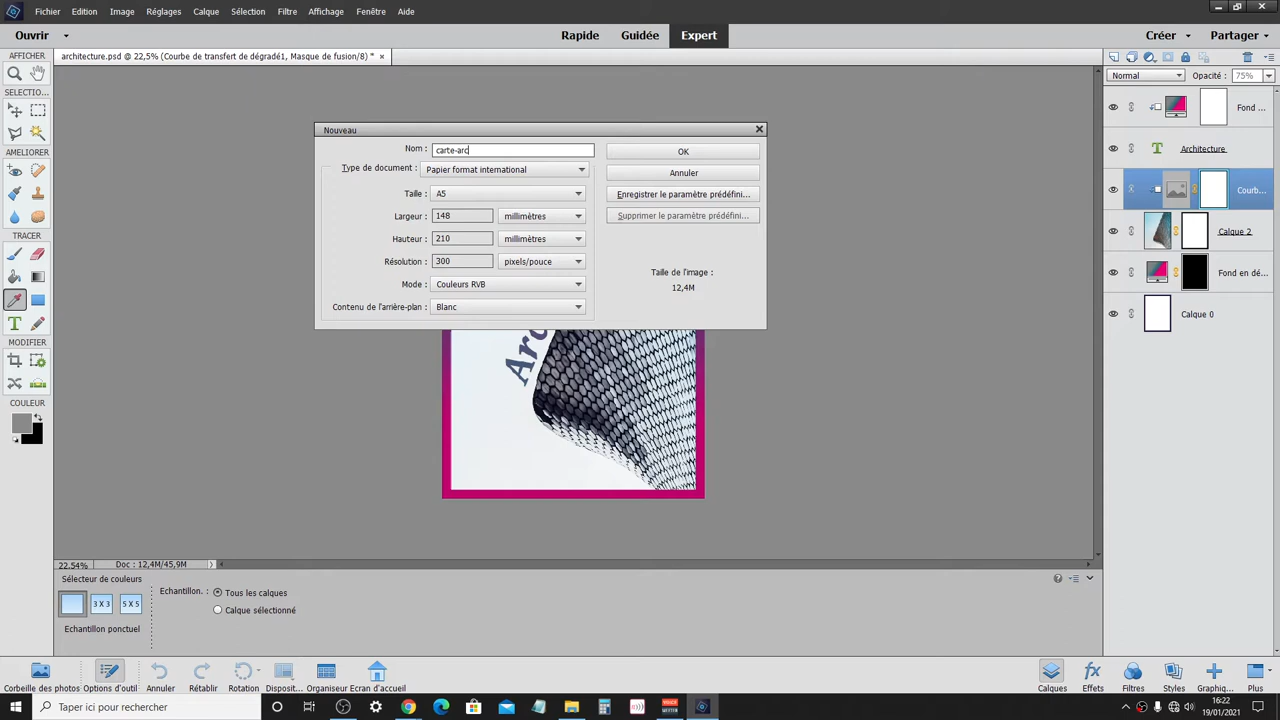 Fichier Edition Image Réglages Calque Sélection Filtre Affichage Fenêtre Aide
Ouvrir Rapide Guidée Expert Créer Partager
architecture.psd @ 22,5% (Courbe de transfert de dégradé1, Masque de fusion/8) * ×
AFFICHER
SELECTIO...
AMELIORER
TRACER
MODIFIER
COULEUR
Nouveau
Nom : carte-arc
Type de document : Papier format international
Taille : A5
Largeur : 148 millimètres
Hauteur : 210 millimètres
Résolution : 300 pixels/pouce
Mode : Couleurs RVB
Contenu de l'arrière-plan : Blanc
OK
Annuler
Enregistrer le paramètre prédéfini...
Supprimer le paramètre prédéfini...
Taille de l'image :
12,4M
Arc
Normal Opacité : 75%
Fond ...
Architecture
Courb...
Calque 2
Fond en dé...
Calque 0
22.54% Doc : 12,4M/45,9M
Sélecteur de couleurs
3 X 3 5 X 5
Echantillon ponctuel
Echantillon. : Tous les calques
Calque sélectionné
Corbeille des photos Options d'outil Annuler Rétablir Rotation Disposit... Organiseur Ecran d'accueil Calques Effets Filtres Styles Graphiq... Plus
Taper ici pour rechercher
VOICE
MEETER
16:22
19/01/2021